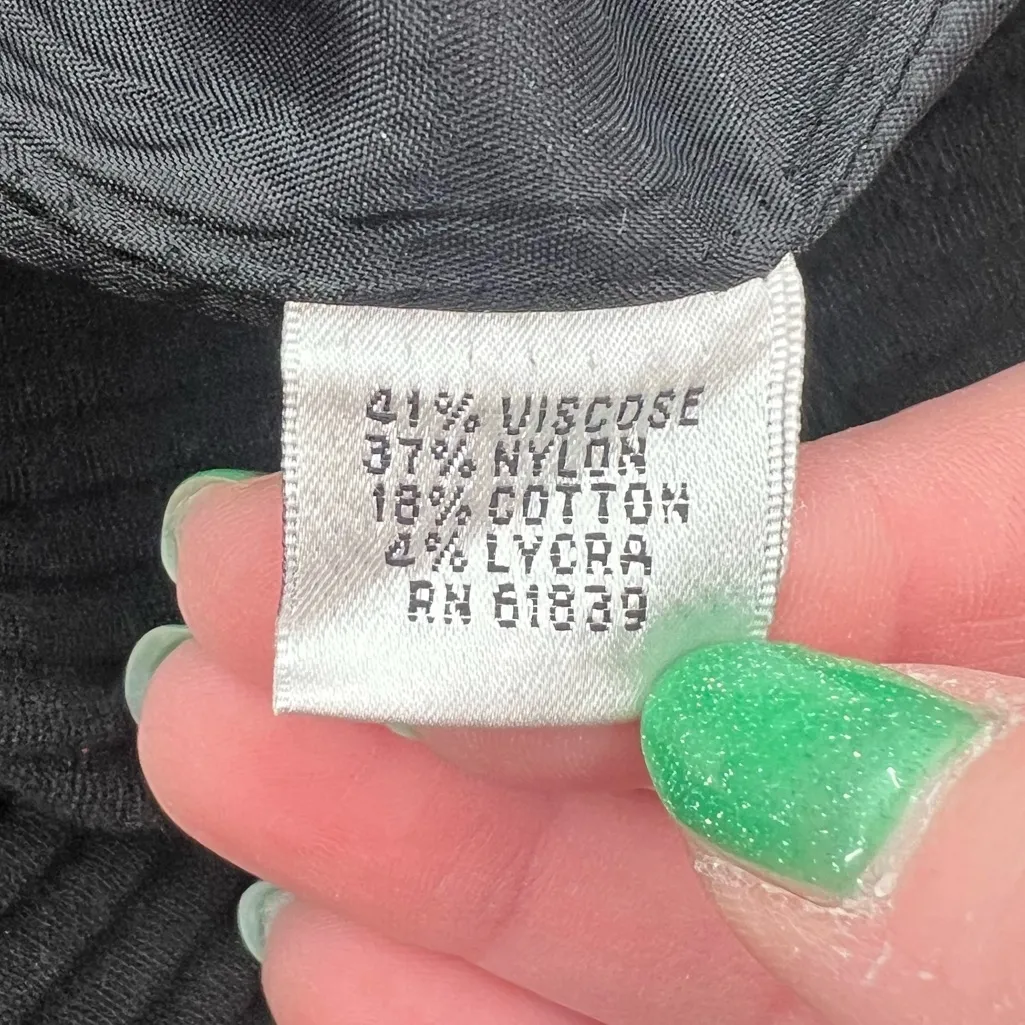 41% VISCOSE
37% NYLON
18% COTTON
4% LYCRA
RN 61839